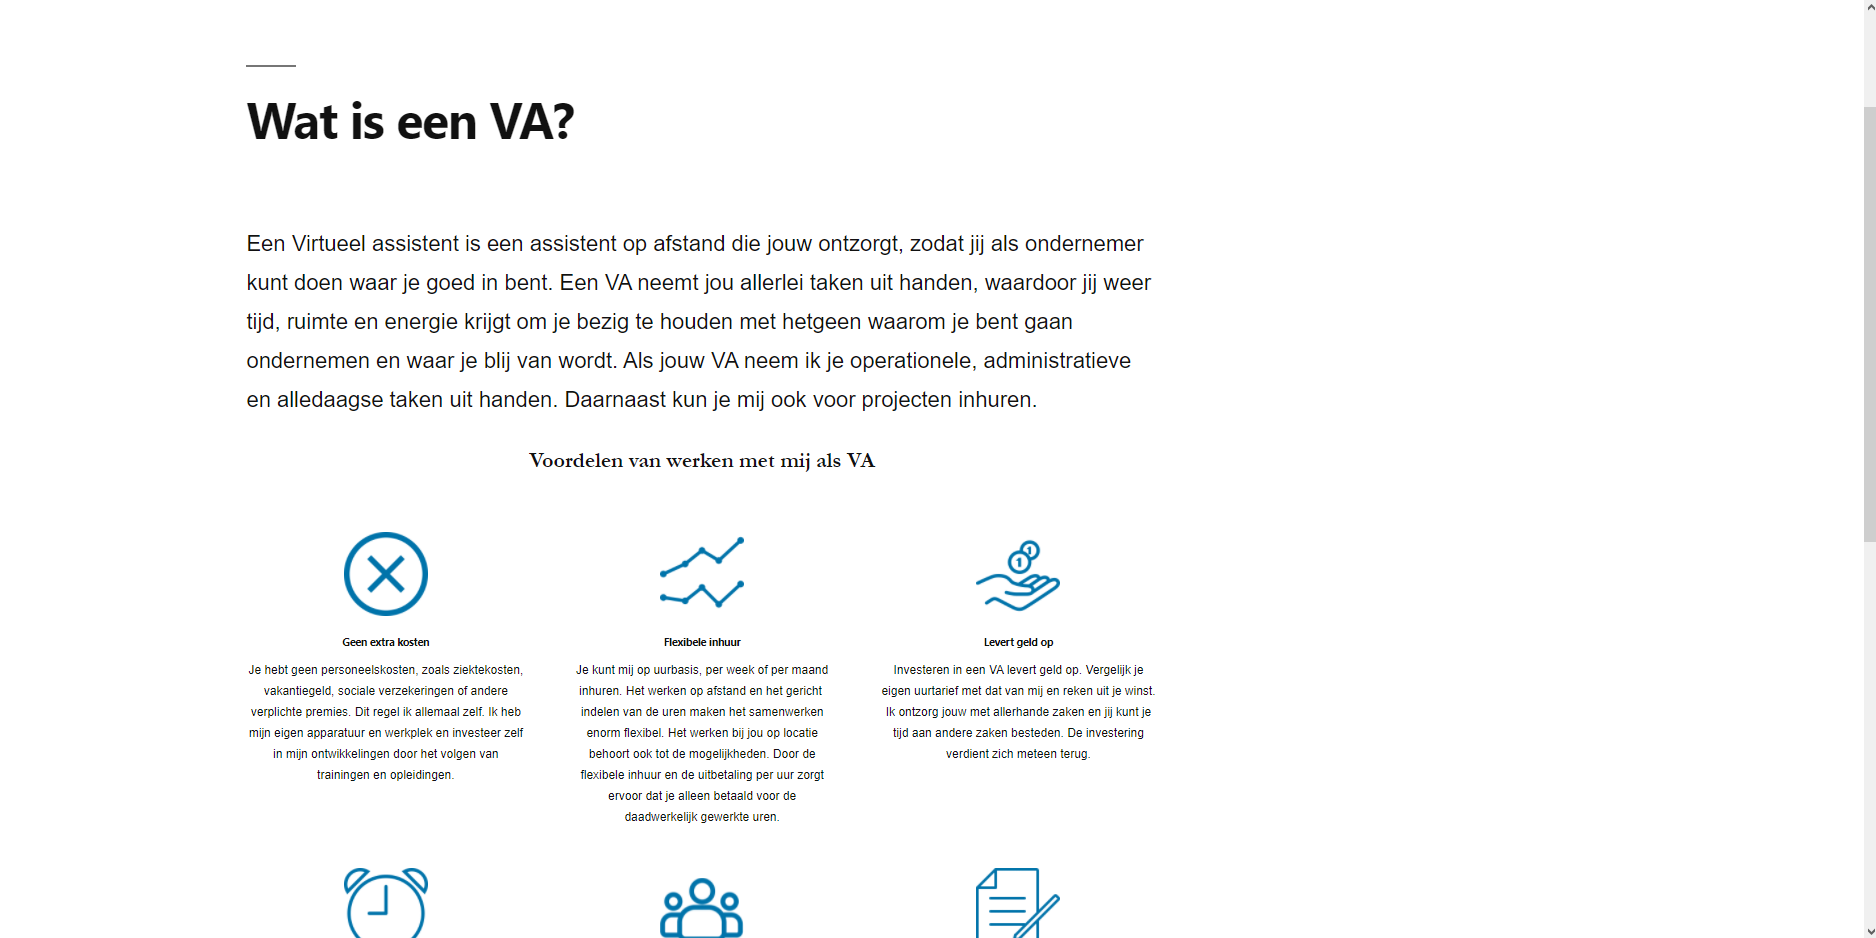 Wat is een VA?
Een Virtueel assistent is een assistent op afstand die jouw ontzorgt, zodat jij als ondernemer
kunt doen waar je goed in bent. Een VA neemt jou allerlei taken uit handen, waardoor jij weer
tijd, ruimte en energie krijgt om je bezig te houden met hetgeen waarom je bent gaan
ondernemen en waar je blij van wordt. Als jouw VA neem ik je operationele, administratieve
en alledaagse taken uit handen. Daarnaast kun je mij ook voor projecten inhuren.
Voordelen van werken met mij als VA
1
1
Geen extra kosten
Je hebt geen personeelskosten, zoals ziektekosten,
vakantiegeld, sociale verzekeringen of andere
verplichte premies. Dit regel ik allemaal zelf. Ik heb
mijn eigen apparatuur en werkplek en investeer zelf
in mijn ontwikkelingen door het volgen van
trainingen en opleidingen.
Flexibele inhuur
Je kunt mij op uurbasis, per week of per maand
inhuren. Het werken op afstand en het gericht
indelen van de uren maken het samenwerken
enorm flexibel. Het werken bij jou op locatie
behoort ook tot de mogelijkheden. Door de
flexibele inhuur en de uitbetaling per uur zorgt
ervoor dat je alleen betaald voor de
daadwerkelijk gewerkte uren.
Levert geld op
Investeren in een VA levert geld op. Vergelijk je
eigen uurtarief met dat van mij en reken uit je winst.
Ik ontzorg jouw met allerhande zaken en jij kunt je
tijd aan andere zaken besteden. De investering
verdient zich meteen terug.